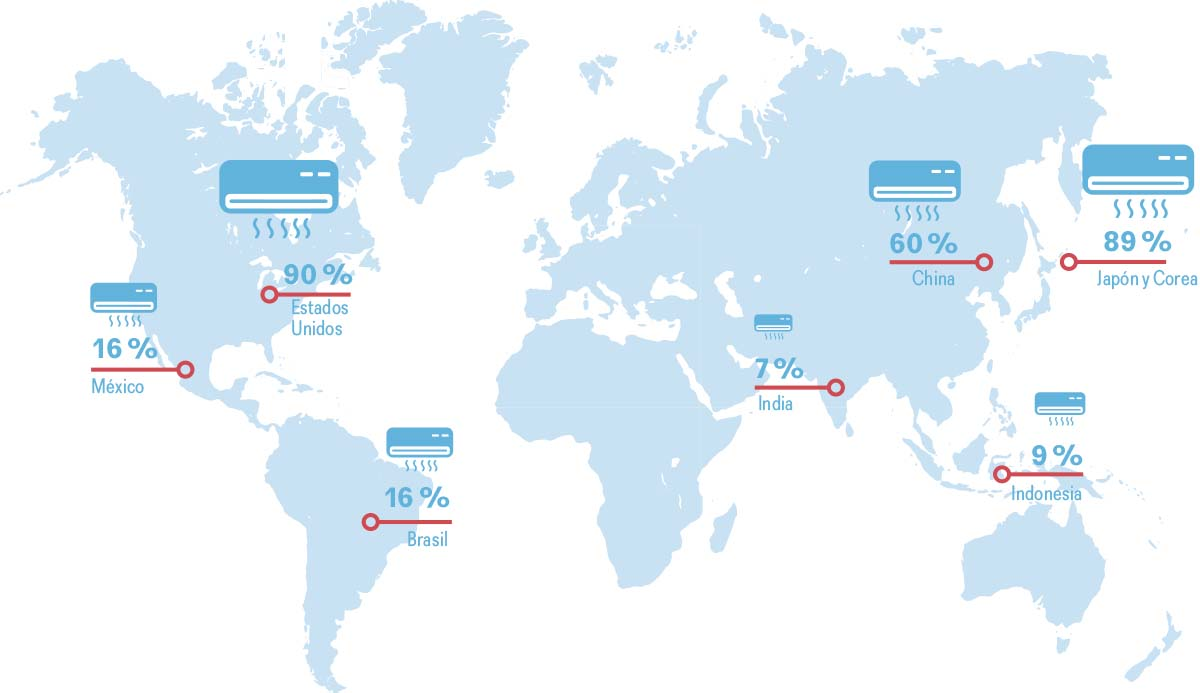 90 %
Estados
Unidos
16 %
México
16 %
Brasil
60 %
China
89 %
Japón y Corea
7 %
India
9 %
Indonesia